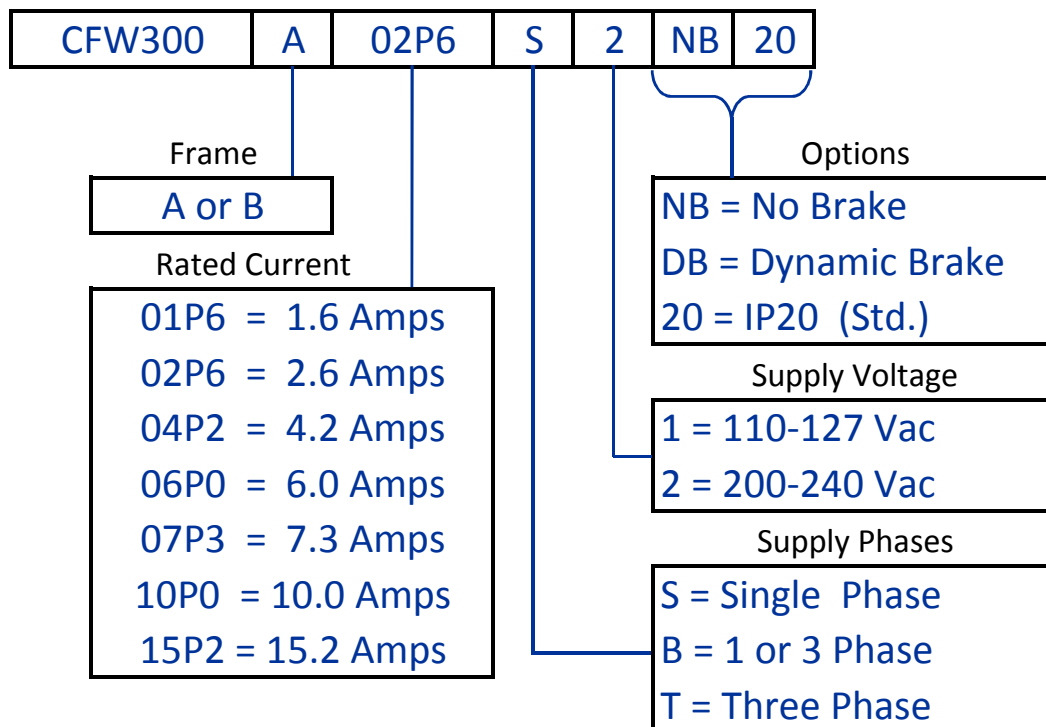 CFW300 A 02P6 S 2 NB 20
Frame
A or B
Rated Current
01P6 = 1.6 Amps
02P6 = 2.6 Amps
04P2 = 4.2 Amps
06P0 = 6.0 Amps
07P3 = 7.3 Amps
10P0 = 10.0 Amps
15P2 = 15.2 Amps
Options
NB = No Brake
DB = Dynamic Brake
20 = IP20 (Std.)
Supply Voltage
1 = 110-127 Vac
2 = 200-240 Vac
Supply Phases
S = Single Phase
B = 1 or 3 Phase
T = Three Phase